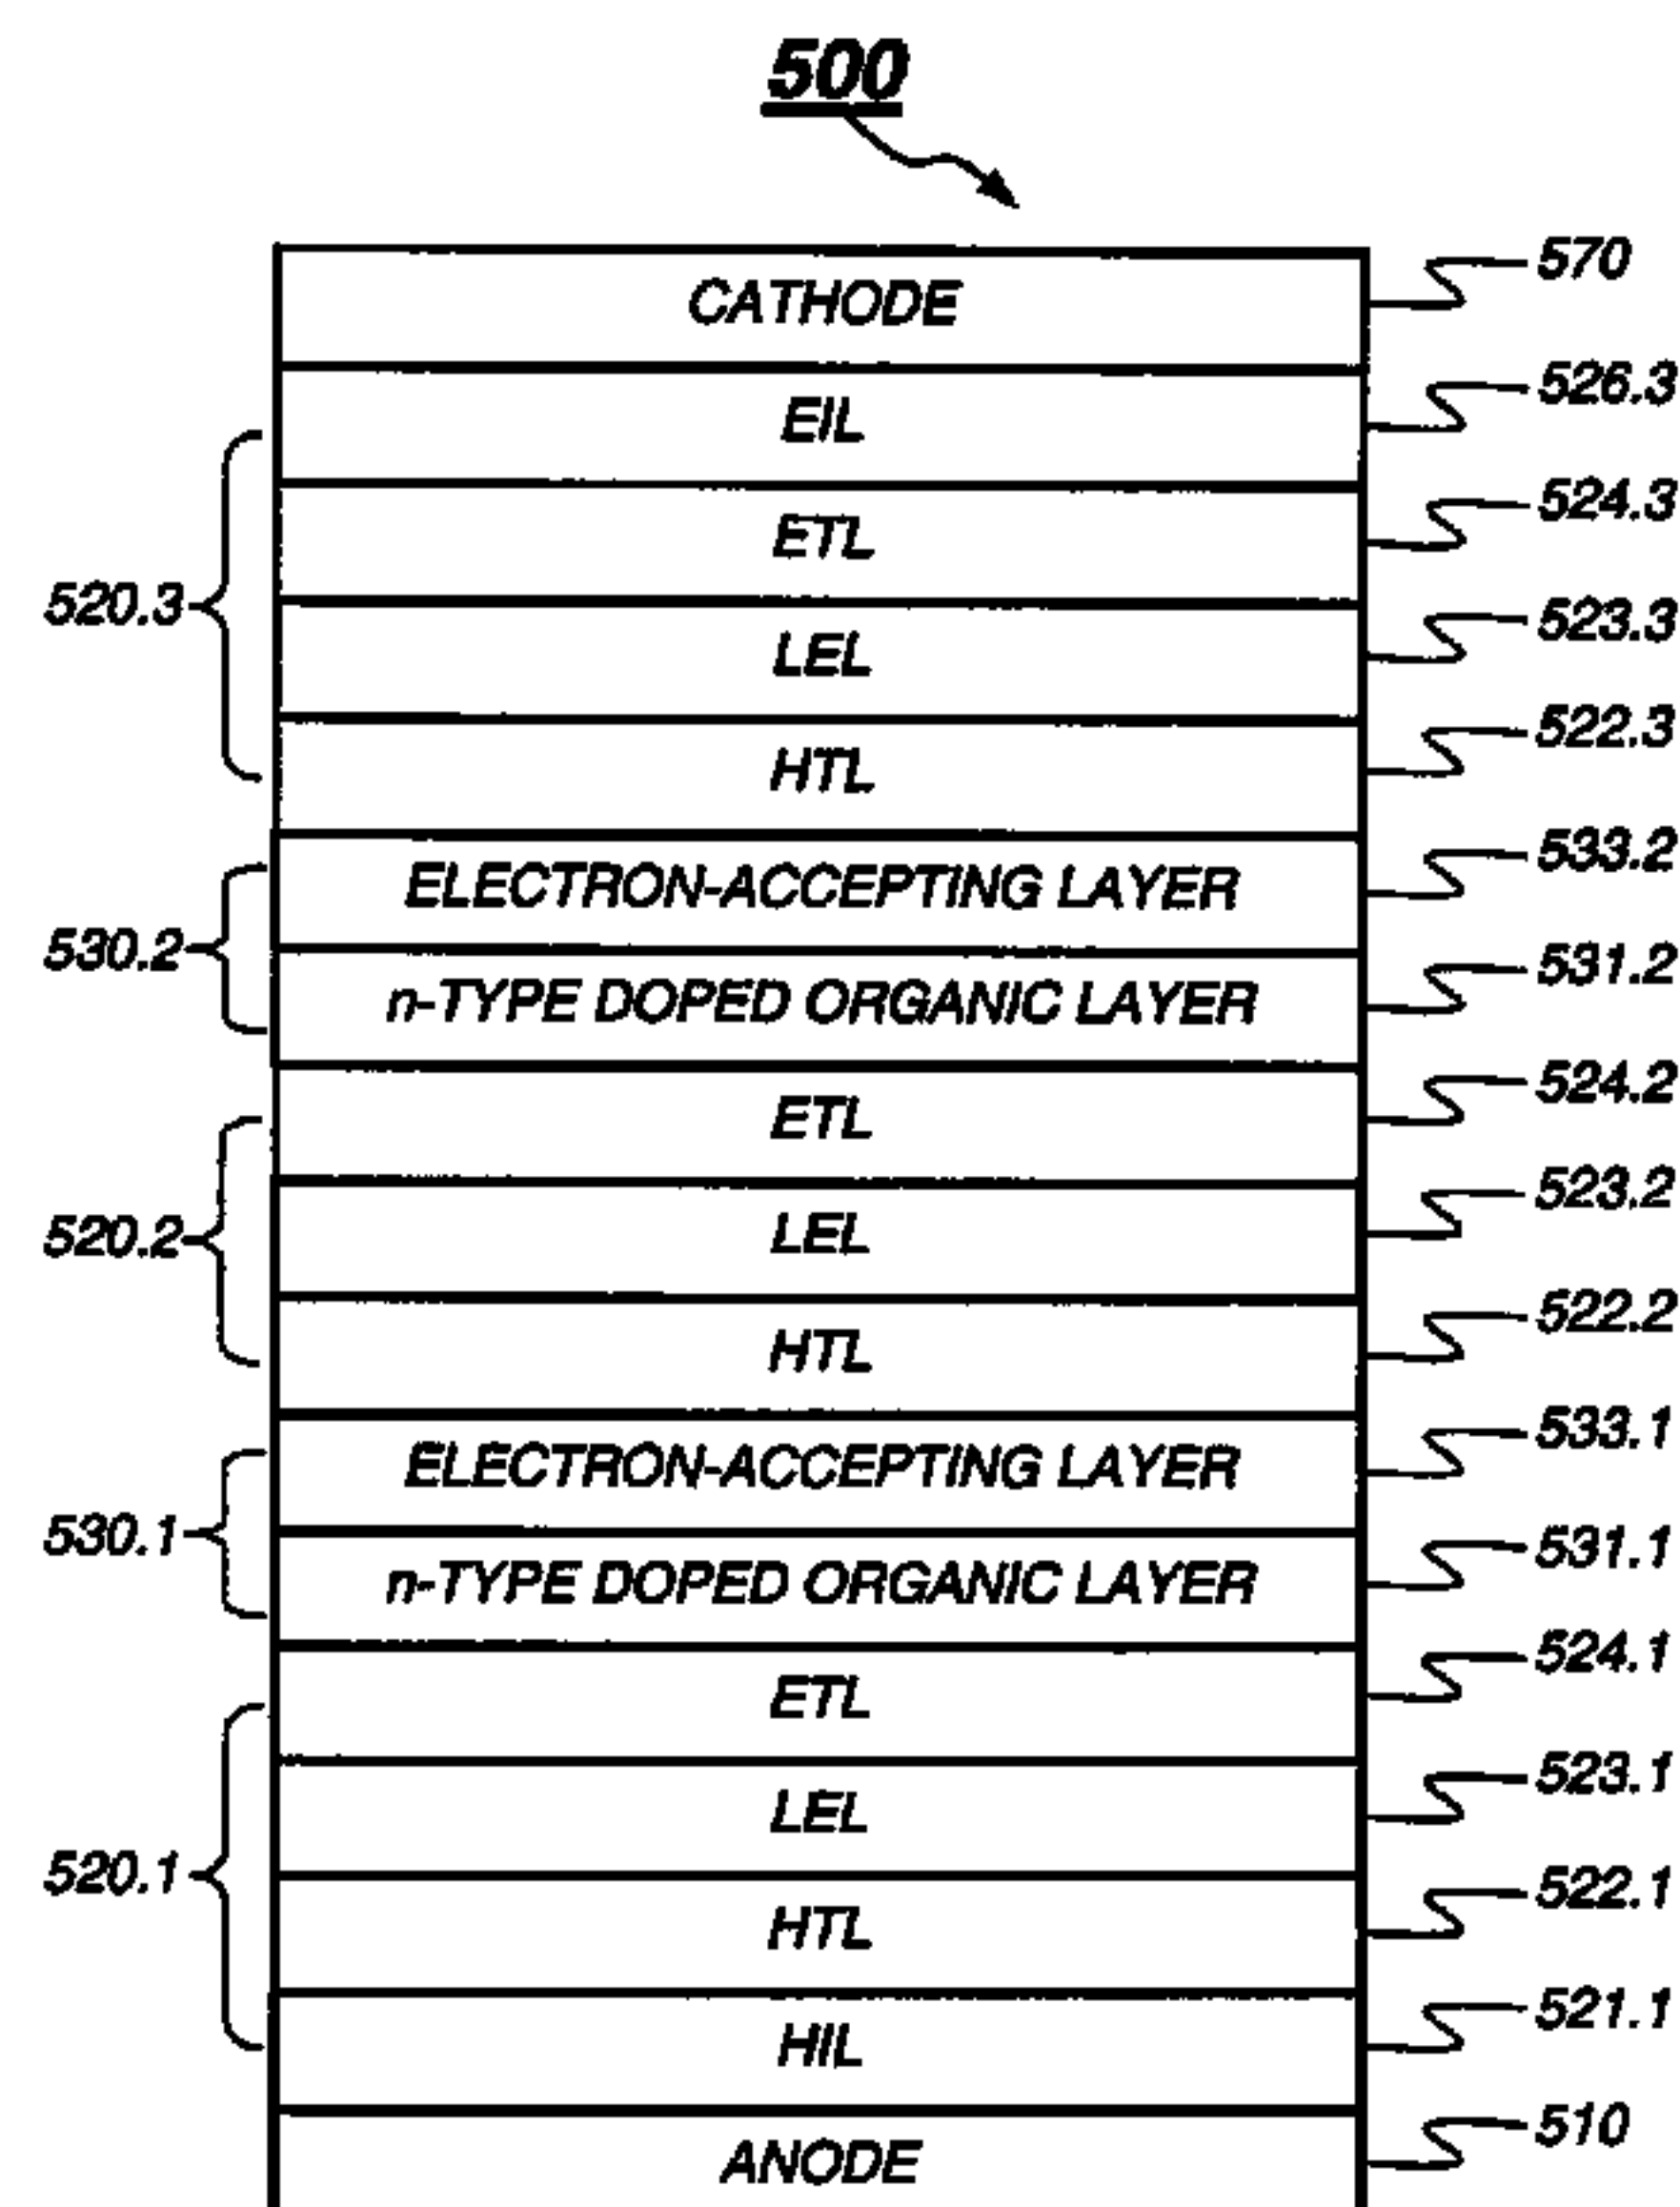 500
CATHODE 570
EIL 526.3
ETL 524.3
520.3
LEL 523.3
HTL 522.3
ELECTRON-ACCEPTING LAYER 533.2
530.2
n-TYPE DOPED ORGANIC LAYER 531.2
ETL 524.2
520.2
LEL 523.2
HTL 522.2
ELECTRON-ACCEPTING LAYER 533.1
530.1
n-TYPE DOPED ORGANIC LAYER 531.1
ETL 524.1
LEL 523.1
520.1
HTL 522.1
HIL 521.1
ANODE 510